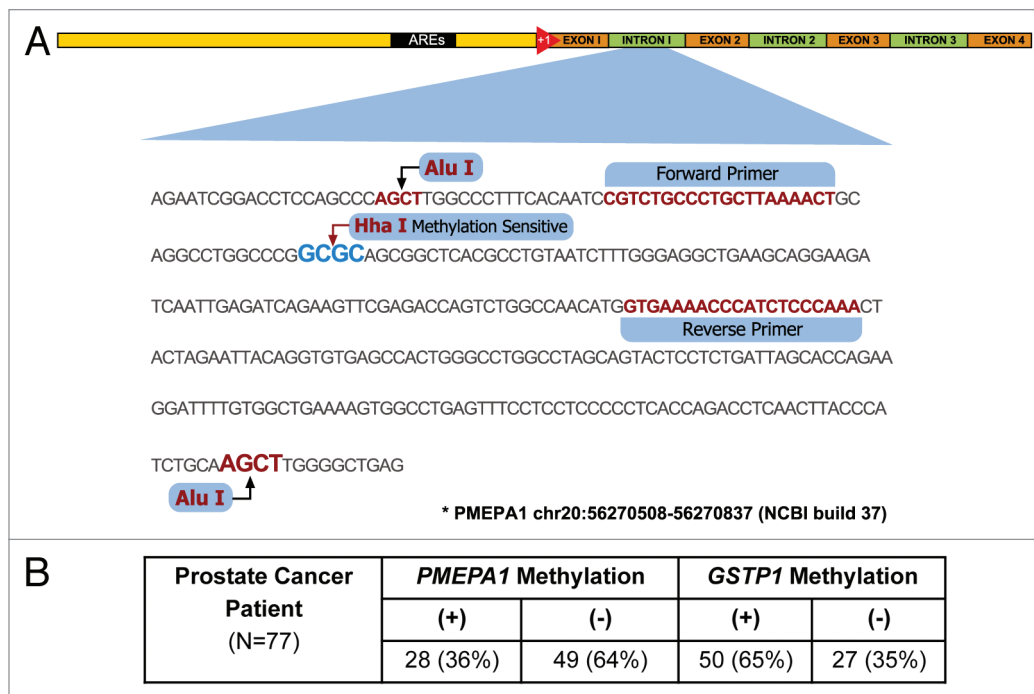 A
AREs
+1
EXON I
INTRON I
EXON 2
INTRON 2
EXON 3
INTRON 3
EXON 4
Alu I
Forward Primer
AGAATCGGACCTCCAGCCCAGCTTGGCCCTTTCACAATCCGTCTGCCCTGCTTAAAACTGC
Hha I Methylation Sensitive
AGGCCTGGCCCGGCGCAGCGGCTCACGCCTGTAATCTTTGGGAGGCTGAAGCAGGAAGA
TCAATTGAGATCAGAAGTTCGAGACCAGTCTGGCCAACATGGTGAAAACCCATCTCCCAAACT
Reverse Primer
ACTAGAATTACAGGTGTGAGCCACTGGGCCTGGCCTAGCAGTACTCCTCTGATTAGCACCAGAA
GGATTTTGTGGCTGAAAAGTGGCCTGAGTTTCCTCCTCCCCCTCACCAGACCTCAACTTACCCA
TCTGCAAGCTTGGGGCTGAG
Alu I
* PMEPA1 chr20:56270508-56270837 (NCBI build 37)
B
Prostate Cancer
Patient
(N=77)
PMEPA1 Methylation
GSTP1 Methylation
(+)
(-)
(+)
(-)
28 (36%)
49 (64%)
50 (65%)
27 (35%)